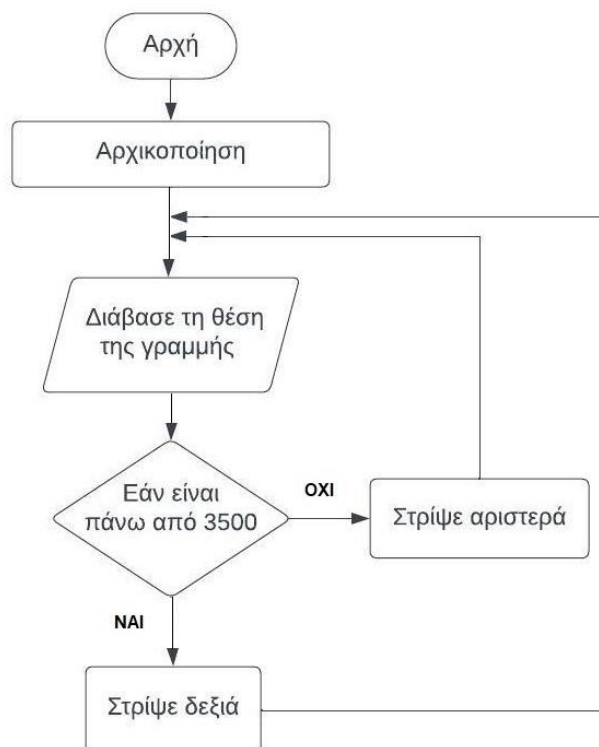 Αρχή
Αρχικοποίηση
Διάβασε τη θέση
της γραμμής
Εάν είναι
πάνω από 3500
ΟΧΙ
Στρίψε αριστερά
ΝΑΙ
Στρίψε δεξιά